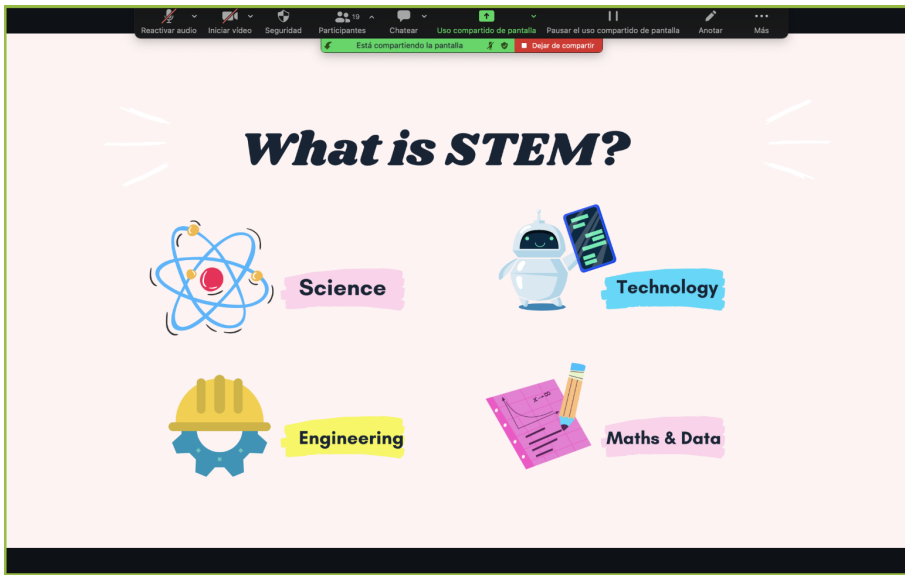 Reactivar audio Iniciar vídeo Seguridad Participantes 19 Chatear Uso compartido de pantalla Pausar el uso compartido de pantalla Anotar Más
Está compartiendo la pantalla Dejar de compartir
What is STEM?
Science
Technology
Engineering
x→∞
Maths & Data